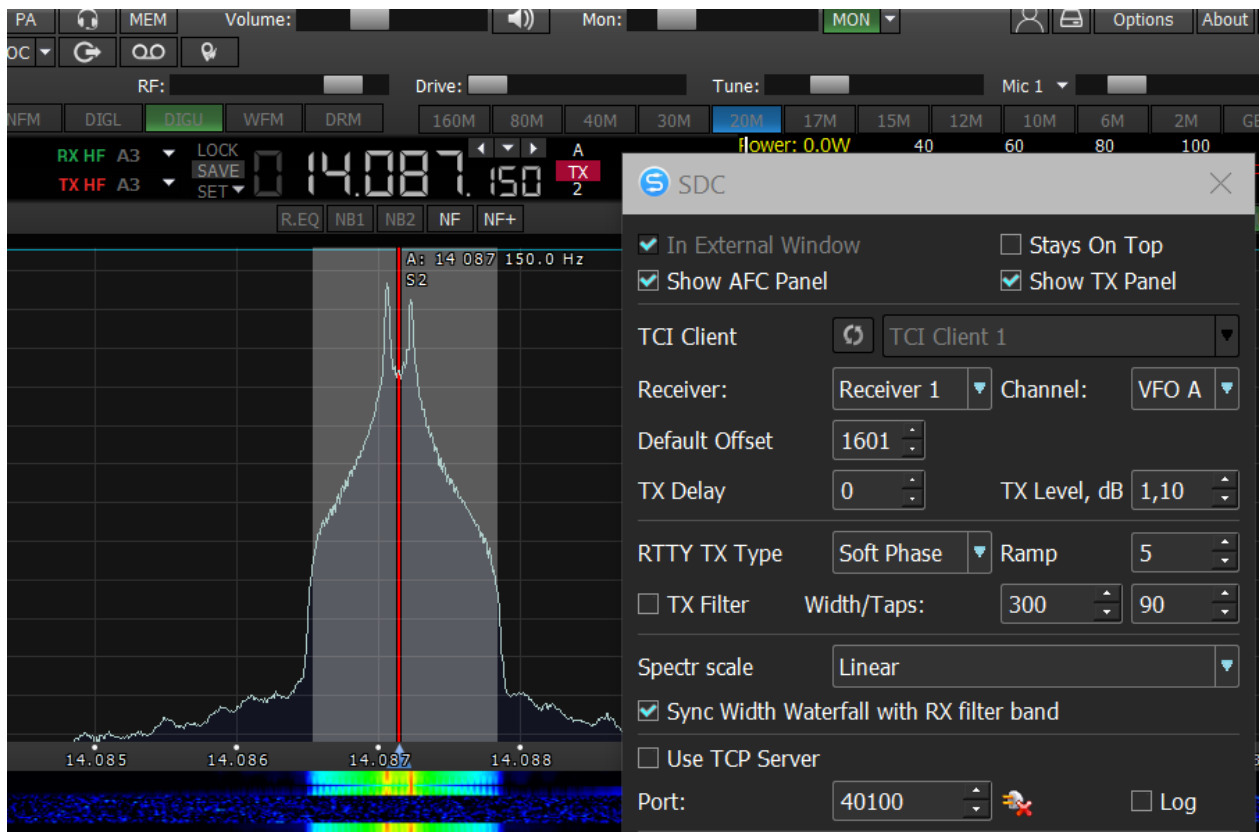 PA MEM Volume: Mon: MON Options About
OC
RF: Drive: Tune: Mic 1
NFM DIGL DIGU WFM DRM 160M 80M 40M 30M 20M 17M 15M 12M 10M 6M 2M GE
Power: 0.0W 40 60 80 100
RX HF A3 LOCK A
SAVE 0 14.087.150 TX
TX HF A3 SET 2
R.EQ NB1 NB2 NF NF+
A: 14 087 150.0 Hz
S2
14.085 14.086 14.087 14.088
SDC
In External Window Stays On Top
Show AFC Panel Show TX Panel
TCI Client TCI Client 1
Receiver: Receiver 1 Channel: VFO A
Default Offset 1601
TX Delay 0 TX Level, dB 1,10
RTTY TX Type Soft Phase Ramp 5
TX Filter Width/Taps: 300 90
Spectr scale Linear
Sync Width Waterfall with RX filter band
Use TCP Server
Port: 40100 Log